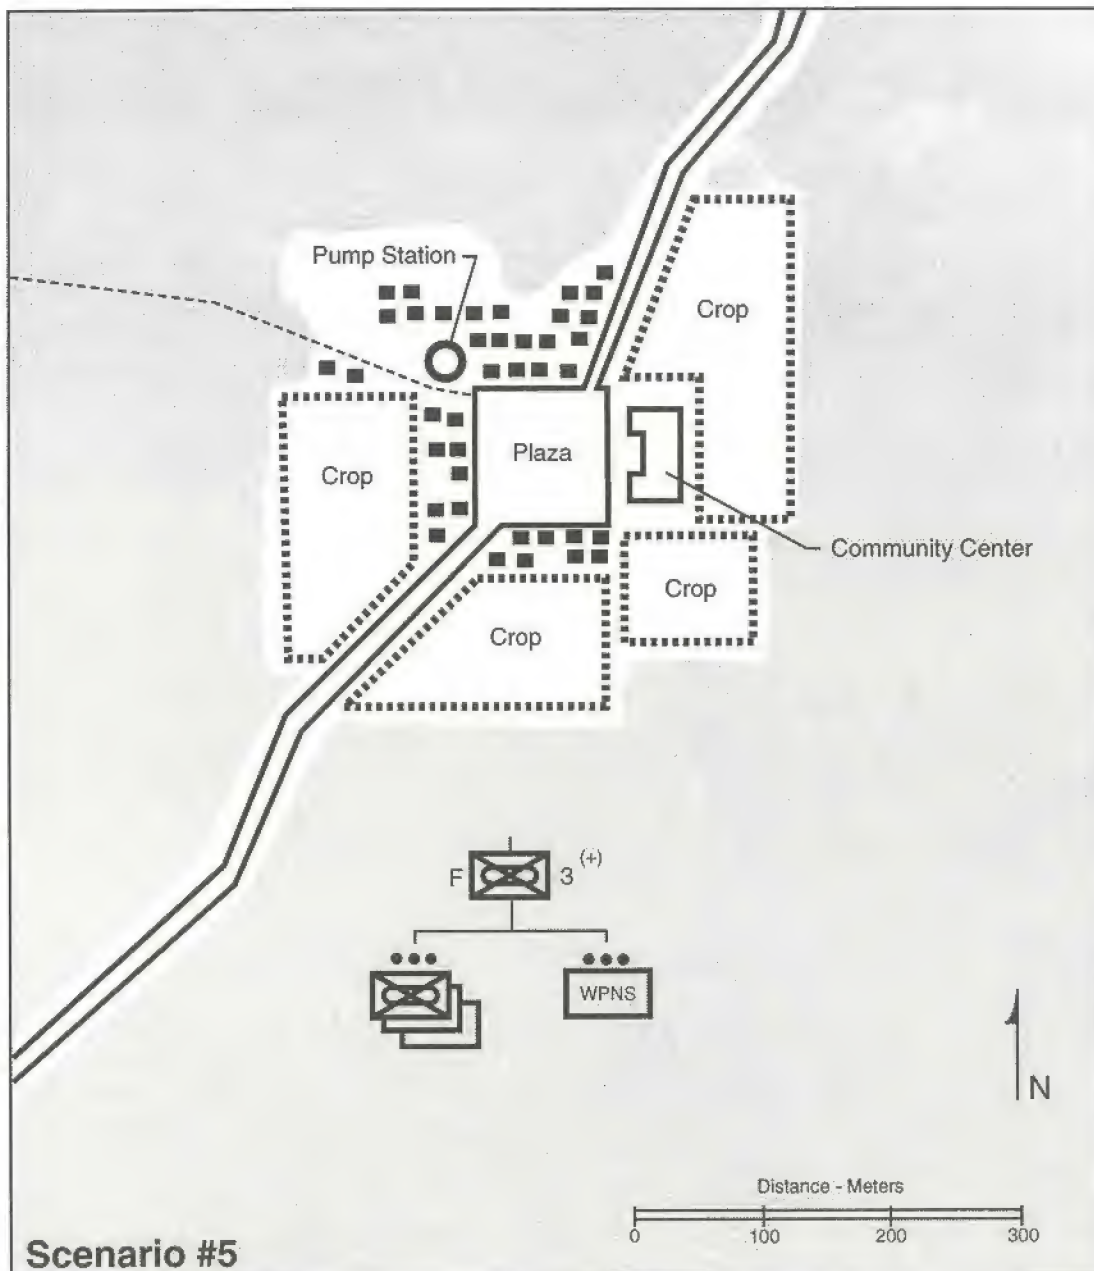 Pump Station
Crop
Crop
Plaza
Community Center
Crop
Crop
F 3 (+)
WPNS
N
Distance - Meters
0 100 200 300
Scenario #5